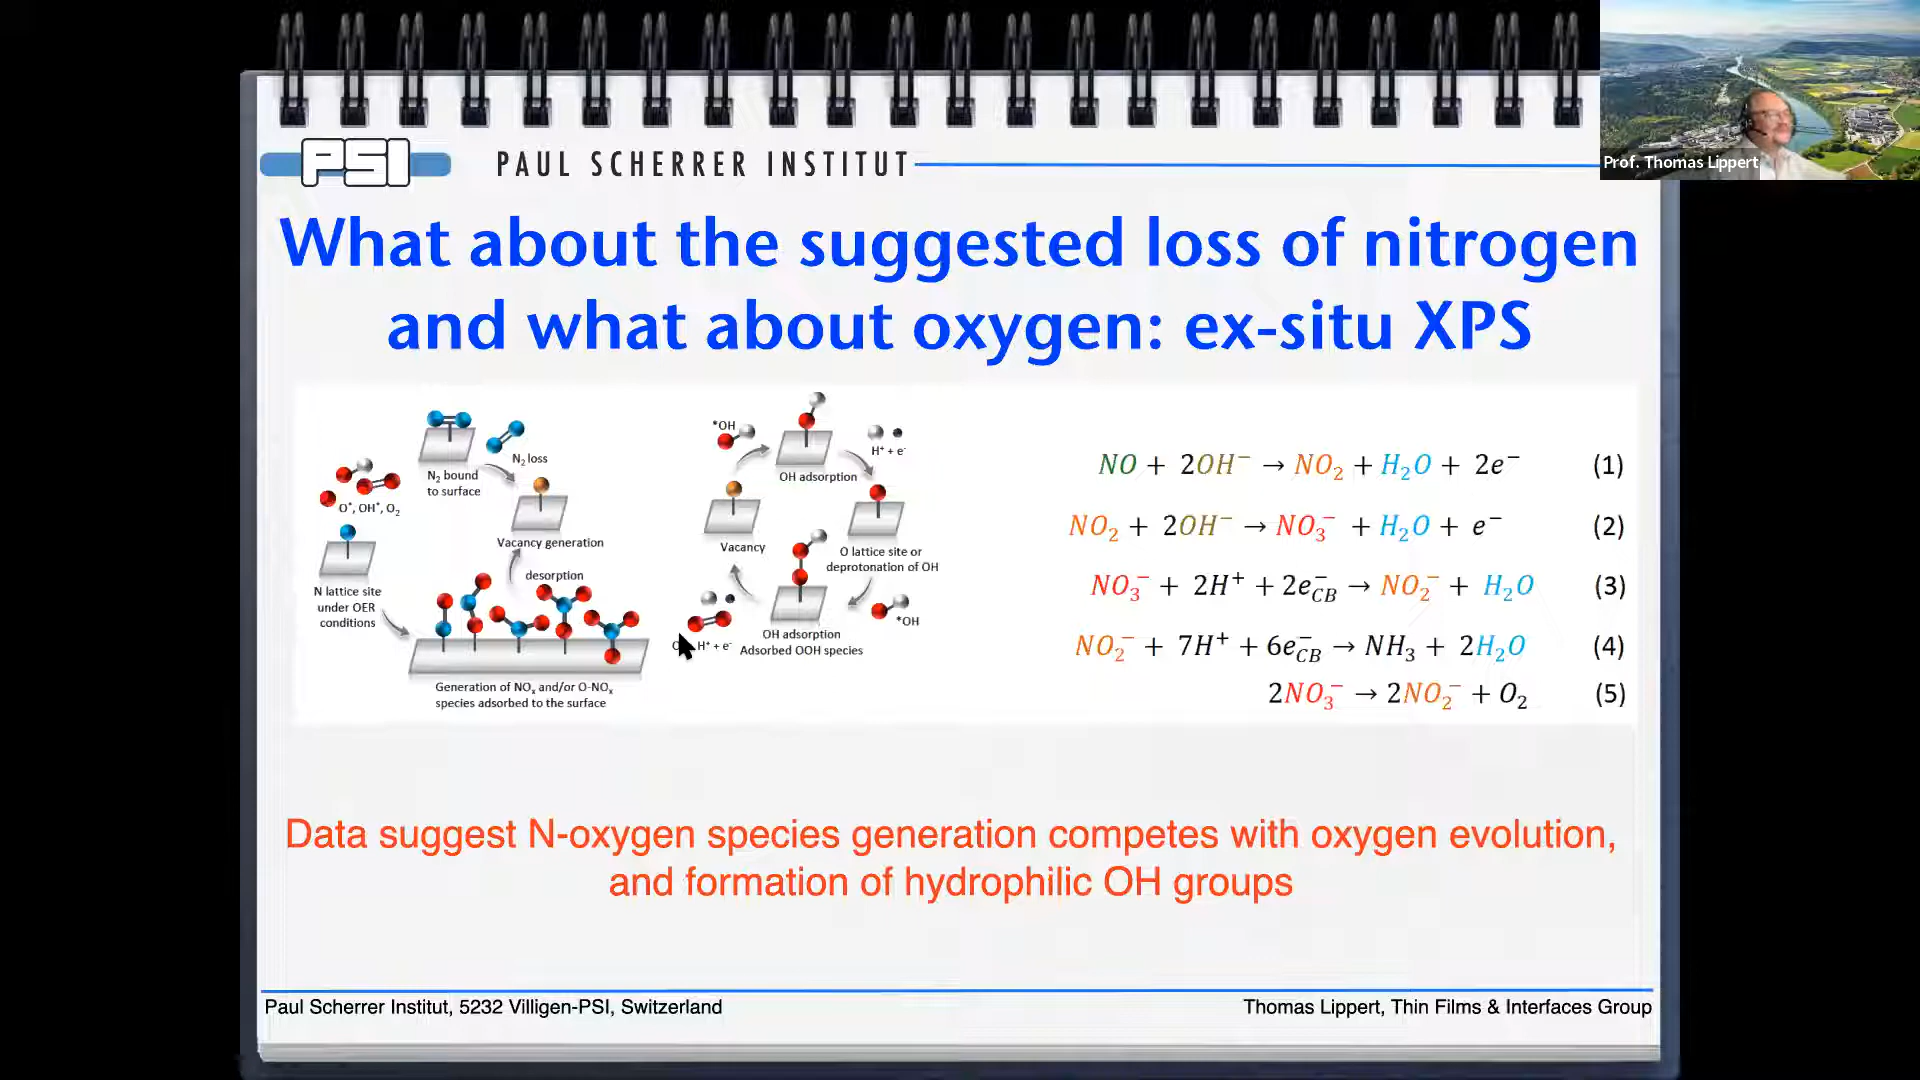 PSI
PAUL SCHERRER INSTITUT
Prof. Thomas Lippert
What about the suggested loss of nitrogen
and what about oxygen: ex-situ XPS
N₂ bound
to surface
N₂ loss
O*, OH*, O₂
Vacancy generation
desorption
N lattice site
under OER
conditions
Generation of NOₓ and/or O-NOₓ
species adsorbed to the surface
*OH
OH adsorption
H⁺ + e⁻
Vacancy
O lattice site or
deprotonation of OH
*OH
OH adsorption
Adsorbed OOH species
H⁺ + e⁻
NO + 2OH⁻ → NO₂ + H₂O + 2e⁻ (1)
NO₂ + 2OH⁻ → NO₃⁻ + H₂O + e⁻ (2)
NO₃⁻ + 2H⁺ + 2e⁻CB → NO₂⁻ + H₂O (3)
NO₂⁻ + 7H⁺ + 6e⁻CB → NH₃ + 2H₂O (4)
2NO₃⁻ → 2NO₂⁻ + O₂ (5)
Data suggest N-oxygen species generation competes with oxygen evolution,
and formation of hydrophilic OH groups
Paul Scherrer Institut, 5232 Villigen-PSI, Switzerland
Thomas Lippert, Thin Films & Interfaces Group